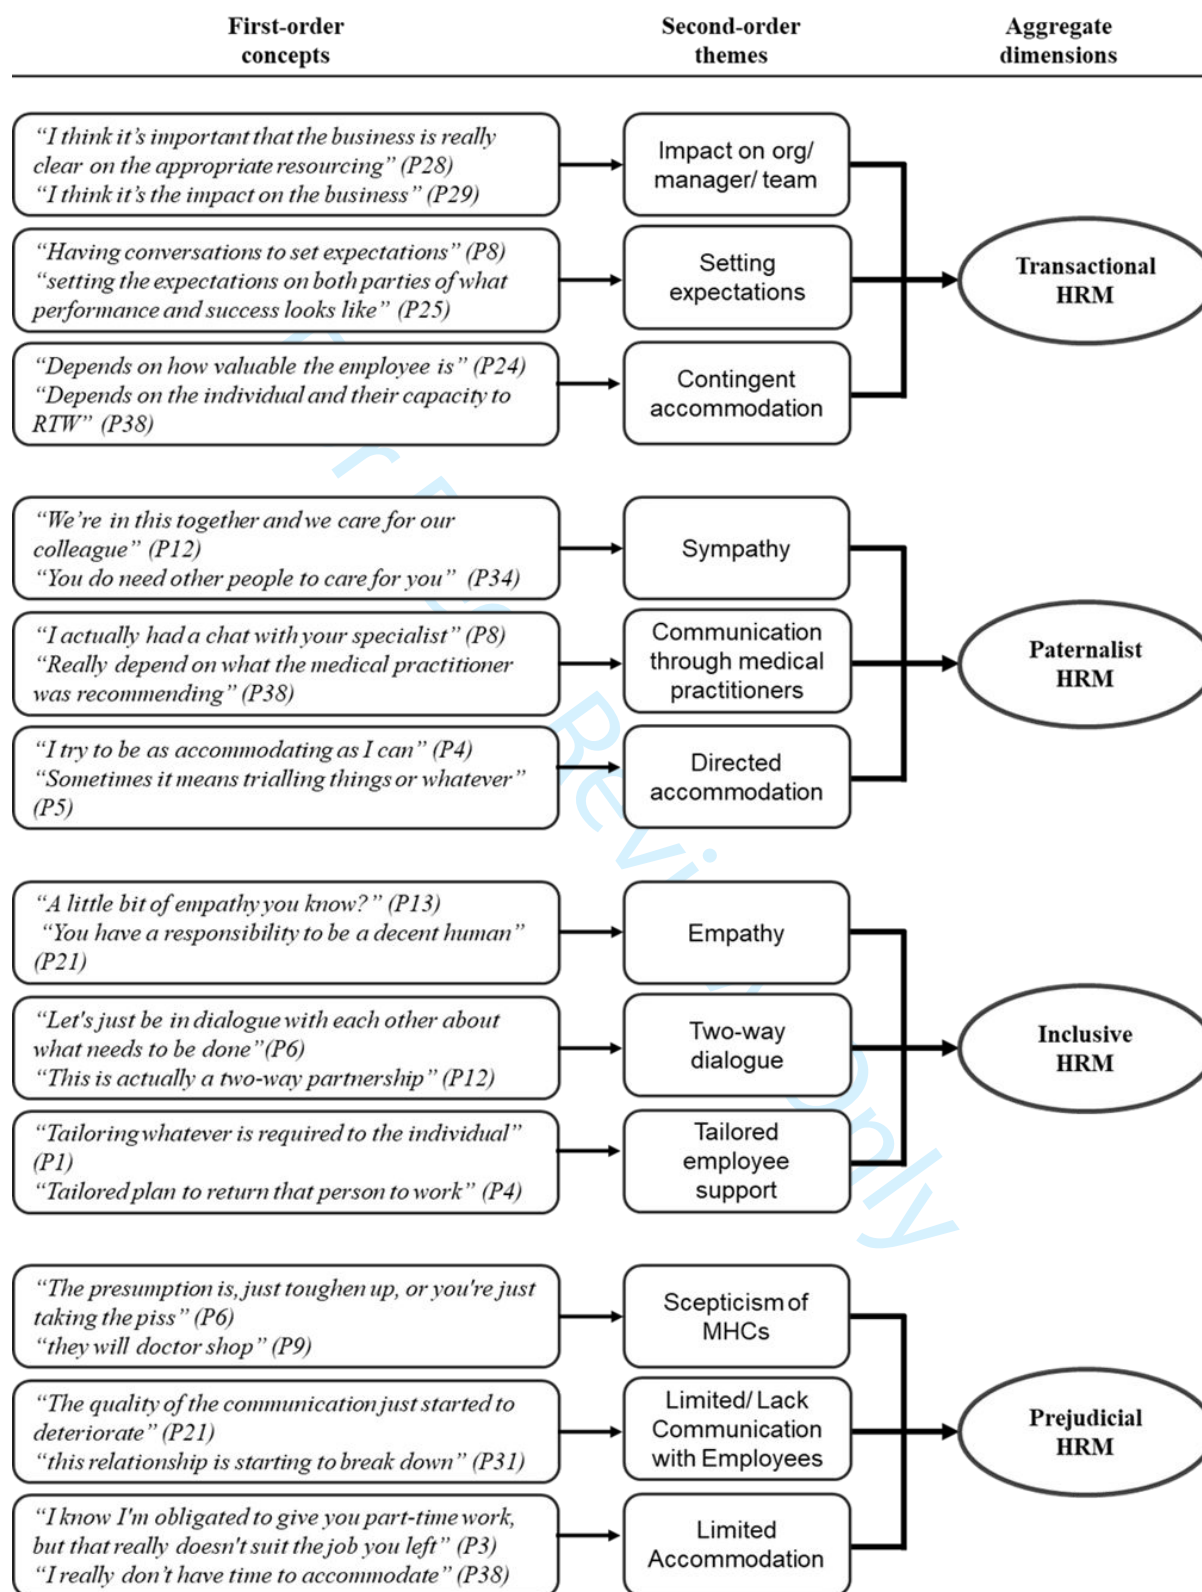 First-order
concepts
Second-order
themes
Aggregate
dimensions
“I think it’s important that the business is really
clear on the appropriate resourcing” (P28)
“I think it’s the impact on the business” (P29)
Impact on org/
manager/ team
“Having conversations to set expectations” (P8)
“setting the expectations on both parties of what
performance and success looks like” (P25)
Setting
expectations
“Depends on how valuable the employee is” (P24)
“Depends on the individual and their capacity to
RTW” (P38)
Contingent
accommodation
Transactional
HRM
“We’re in this together and we care for our
colleague” (P12)
“You do need other people to care for you” (P34)
Sympathy
“I actually had a chat with your specialist” (P8)
“Really depend on what the medical practitioner
was recommending” (P38)
Communication
through medical
practitioners
“I try to be as accommodating as I can” (P4)
“Sometimes it means trialling things or whatever”
(P5)
Directed
accommodation
Paternalist
HRM
“A little bit of empathy you know?” (P13)
“You have a responsibility to be a decent human”
(P21)
Empathy
“Let's just be in dialogue with each other about
what needs to be done”(P6)
“This is actually a two-way partnership” (P12)
Two-way
dialogue
“Tailoring whatever is required to the individual”
(P1)
“Tailored plan to return that person to work” (P4)
Tailored
employee
support
Inclusive
HRM
“The presumption is, just toughen up, or you're just
taking the piss” (P6)
“they will doctor shop” (P9)
Scepticism of
MHCs
“The quality of the communication just started to
deteriorate” (P21)
“this relationship is starting to break down” (P31)
Limited/ Lack
Communication
with Employees
“I know I'm obligated to give you part-time work,
but that really doesn't suit the job you left” (P3)
“I really don’t have time to accommodate” (P38)
Limited
Accommodation
Prejudicial
HRM